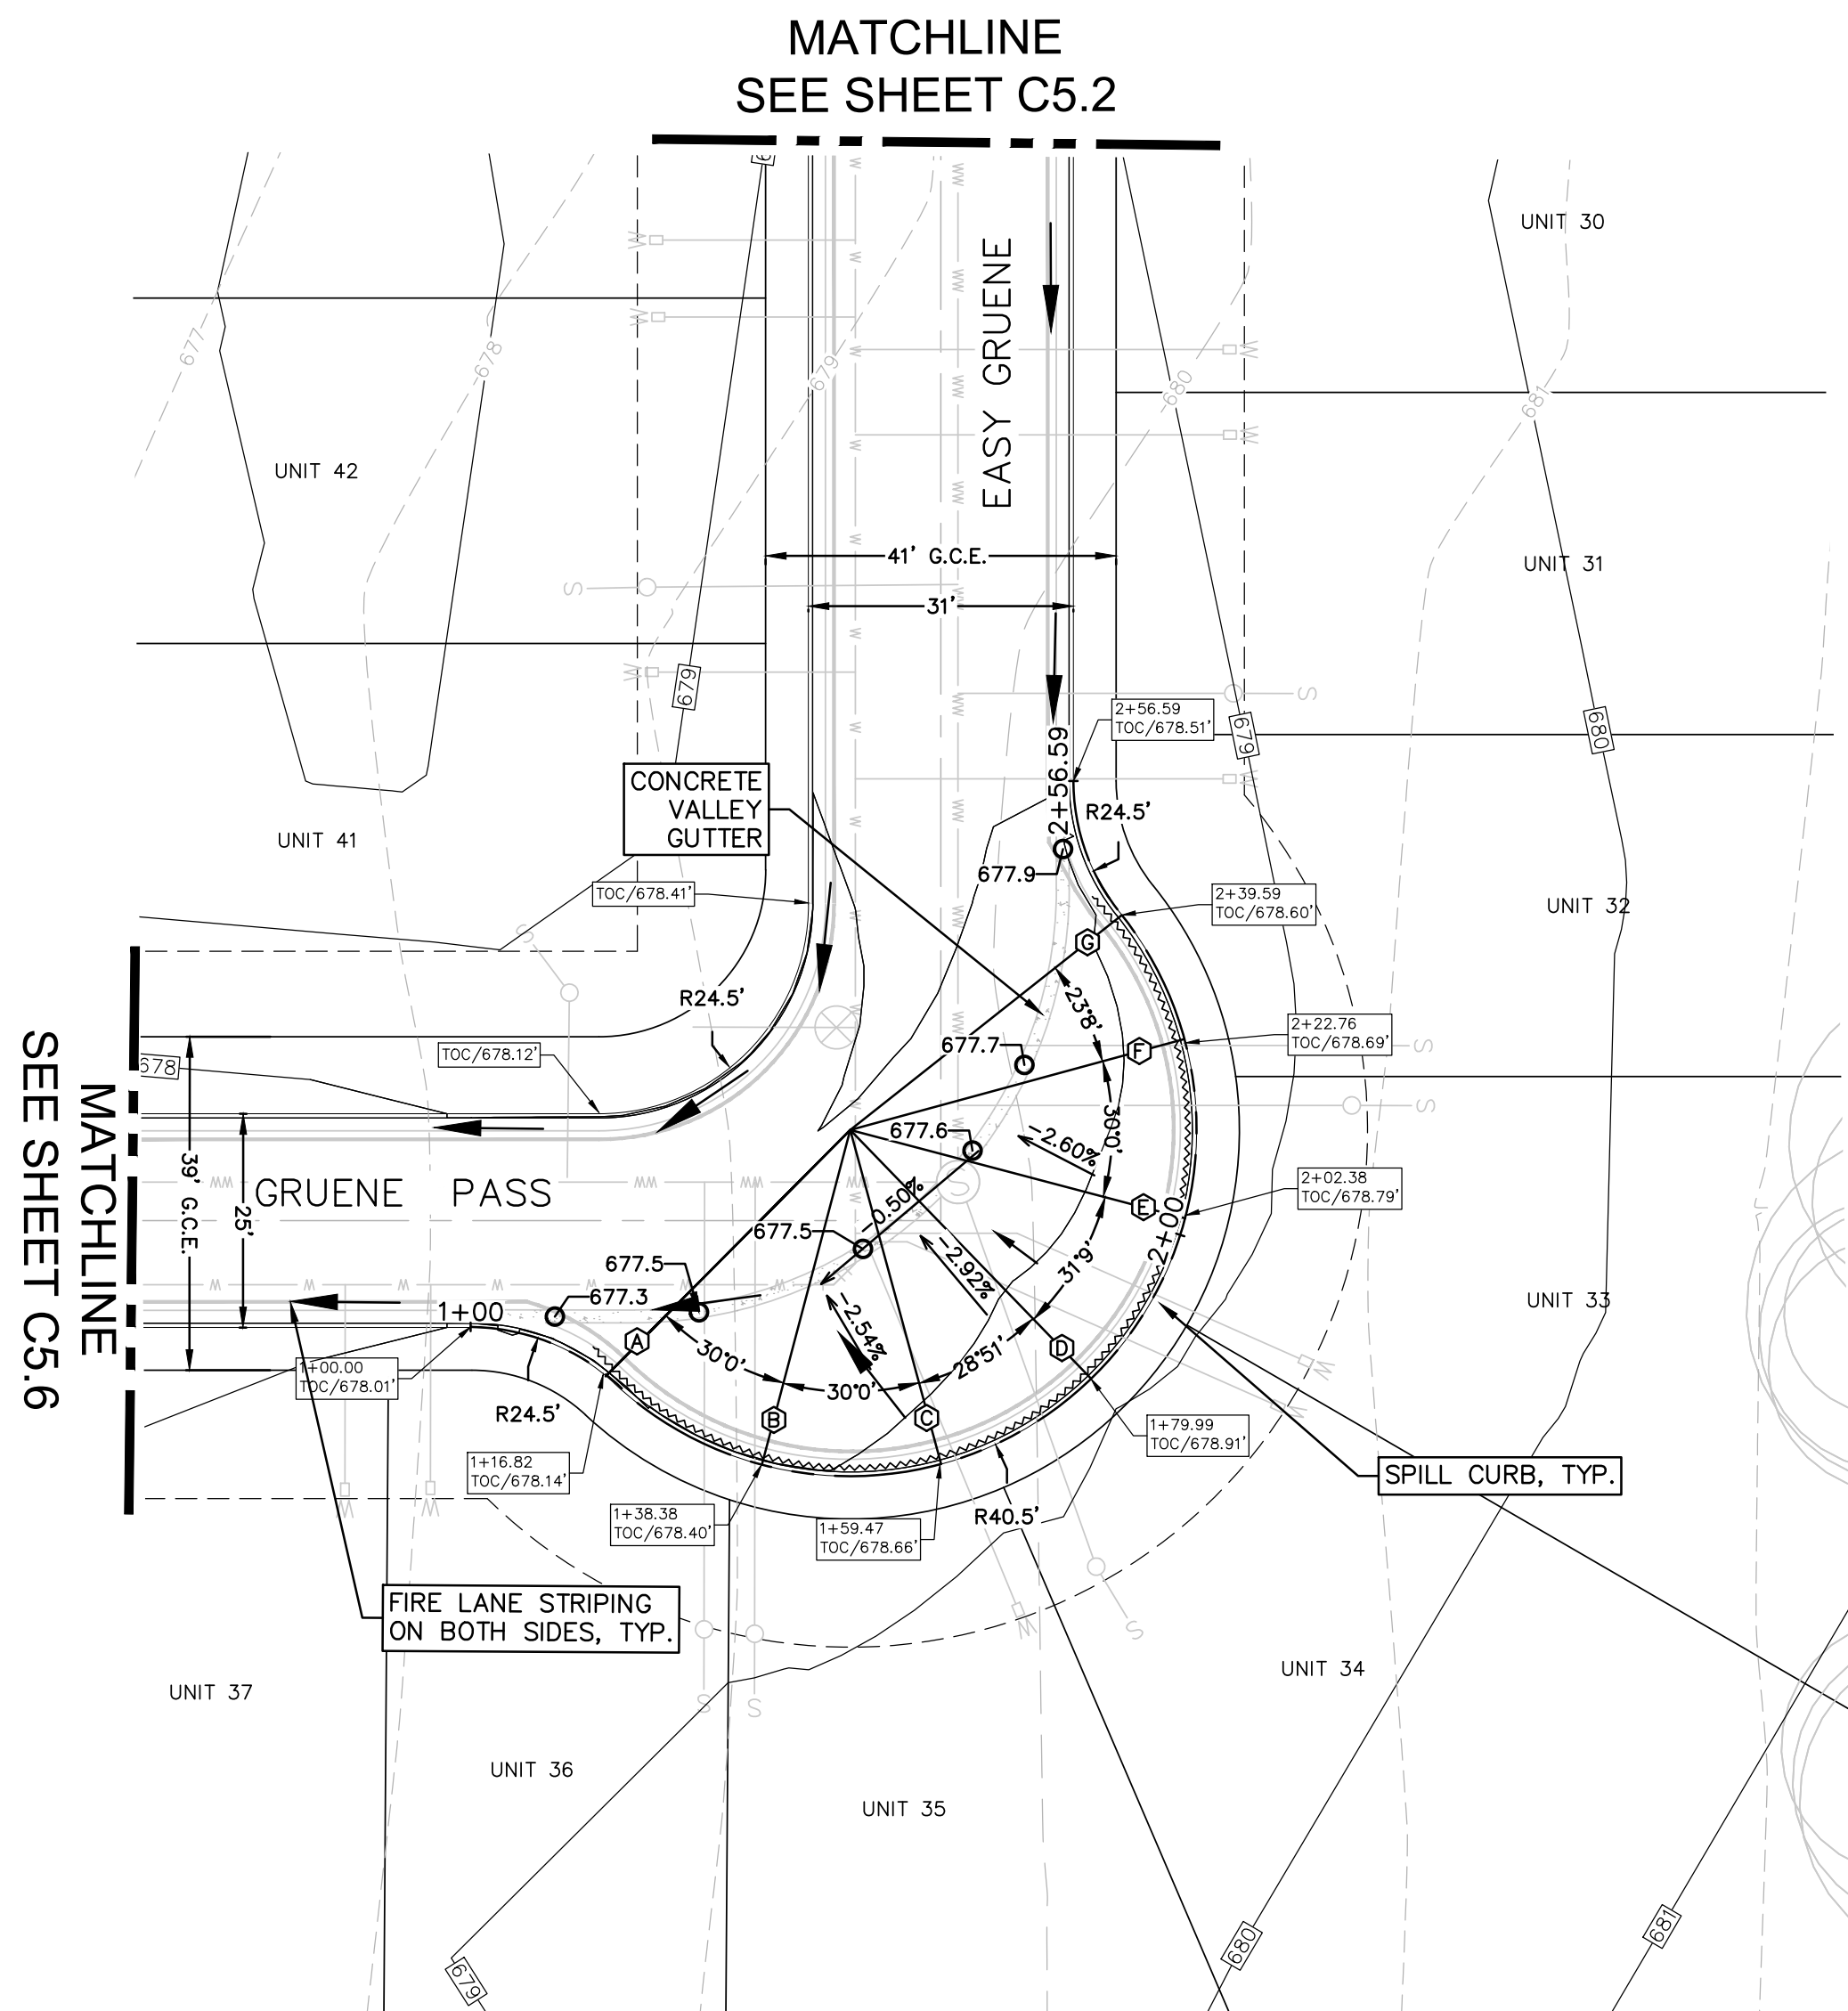 MATCHLINE
SEE SHEET C5.2
UNIT 30
EASY GRUENE
677
678
679
680
681
UNIT 42
41' G.C.E.
UNIT 31
31'
S
S
679
2+56.59
TOC/678.51'
679
680
2+56.59
CONCRETE
VALLEY
GUTTER
R24.5'
UNIT 41
677.9
TOC/678.41'
2+39.59
TOC/678.60'
UNIT 32
S
G
R24.5'
23°8'
2+22.76
TOC/678.69'
S
677.7
F
TOC/678.12'
678
S
30°0'
677.6
-2.60%
MATCHLINE
SEE SHEET C5.6
39' G.C.E.
25'
GRUENE PASS
S
2+02.38
TOC/678.79'
-0.50%
E
2+00
677.5
31°9'
-2.92%
677.5
677.3
1+00
UNIT 33
-2.54%
A
D
30°0'
28°51'
1+00.00
TOC/678.01'
30°0'
B
C
R24.5'
1+79.99
TOC/678.91'
1+16.82
TOC/678.14'
SPILL CURB, TYP.
1+38.38
TOC/678.40'
1+59.47
TOC/678.66'
R40.5'
FIRE LANE STRIPING
ON BOTH SIDES, TYP.
S
UNIT 34
UNIT 37
S
S
UNIT 36
UNIT 35
679
680
681